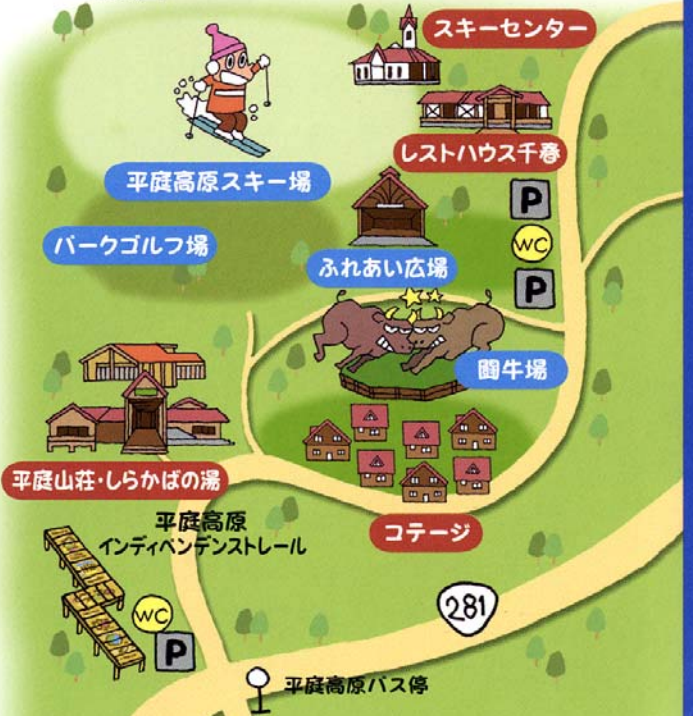 スキーセンター
レストハウス千春
平庭高原スキー場
P
WC
P
パークゴルフ場
ふれあい広場
闘牛場
平庭山荘・しらかばの湯
コテージ
平庭高原
インディペンデンストレール
WC
P
281
平庭高原バス停